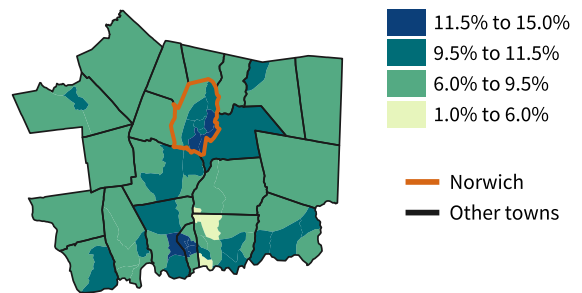 11.5% to 15.0%
9.5% to 11.5%
6.0% to 9.5%
1.0% to 6.0%
Norwich
Other towns